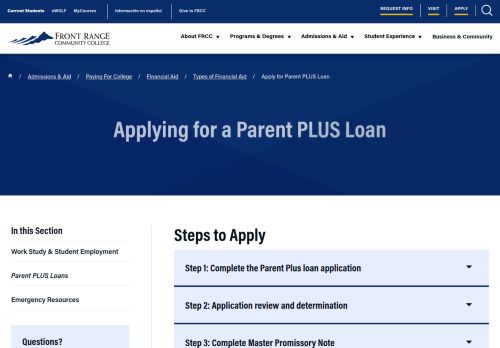 Current Students eWOLF MyCourses Información en español Give to FRCC REQUEST INFO VISIT APPLY
FRONT RANGE
COMMUNITY COLLEGE
About FRCC Programs & Degrees Admissions & Aid Student Experience Business & Community
/ Admissions & Aid / Paying For College / Financial Aid / Types of Financial Aid / Apply for Parent PLUS Loan
Applying for a Parent PLUS Loan
In this Section
Work Study & Student Employment
Parent PLUS Loans
Emergency Resources
Questions?
Steps to Apply
Step 1: Complete the Parent Plus loan application
Step 2: Application review and determination
Step 3: Complete Master Promissory Note